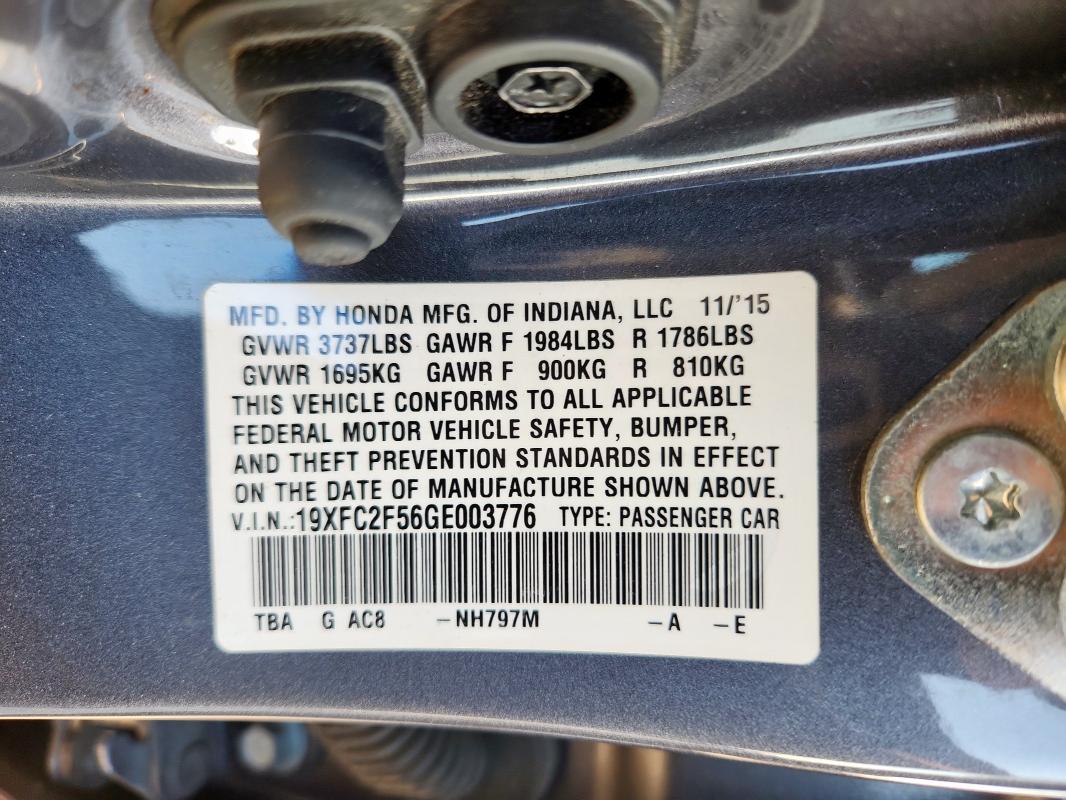 MFD. BY HONDA MFG. OF INDIANA, LLC 11/'15
GVWR 3737LBS GAWR F 1984LBS R 1786LBS
GVWR 1695KG GAWR F 900KG R 810KG
THIS VEHICLE CONFORMS TO ALL APPLICABLE
FEDERAL MOTOR VEHICLE SAFETY, BUMPER,
AND THEFT PREVENTION STANDARDS IN EFFECT
ON THE DATE OF MANUFACTURE SHOWN ABOVE.
V.I.N.:19XFC2F56GE003776 TYPE: PASSENGER CAR
TBA G AC8 -NH797M -A -E